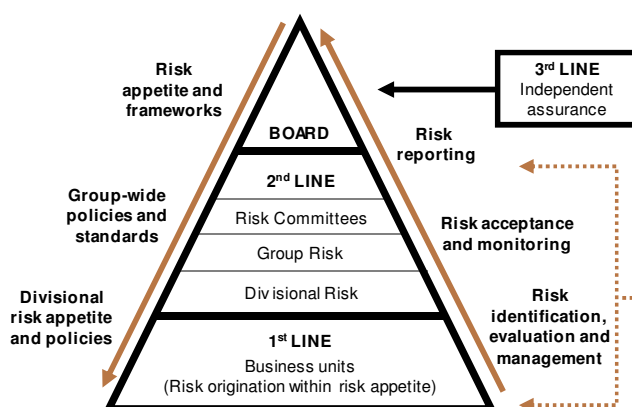 Risk
appetite and
frameworks
Group-wide
policies and
standards
Divisional
risk appetite
and policies
BOARD
2nd LINE
Risk Committees
Group Risk
Divisional Risk
1st LINE
Business units
(Risk origination within risk appetite)
Risk
reporting
Risk acceptance
and monitoring
Risk
identification,
evaluation and
management
3rd LINE
Independent
assurance